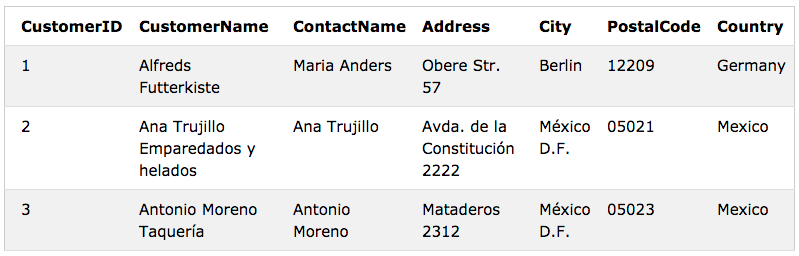 CustomerID CustomerName ContactName Address City PostalCode Country
1 Alfreds Maria Anders Obere Str. Berlin 12209 Germany
Futterkiste 57
2 Ana Trujillo Ana Trujillo Avda. de la México 05021 Mexico
Emparedados y Constitución D.F.
helados 2222
3 Antonio Moreno Antonio Mataderos México 05023 Mexico
Taquería Moreno 2312 D.F.